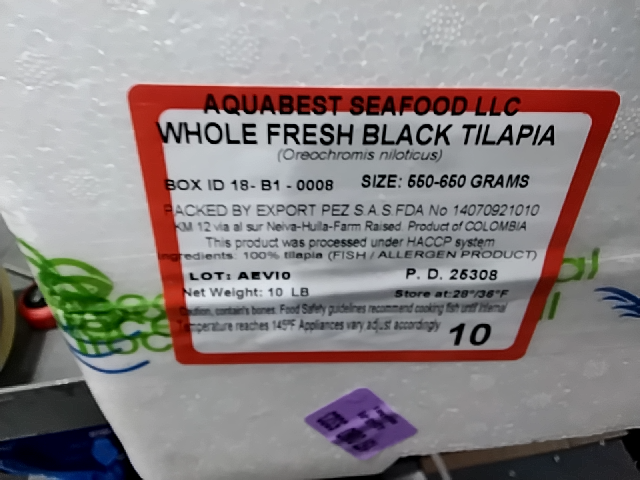 AQUABEST SEAFOOD LLC
WHOLE FRESH BLACK TILAPIA
(Oreochromis niloticus)
BOX ID 18- B1 - 0008 SIZE: 550-650 GRAMS
PACKED BY EXPORT PEZ S.A.S.FDA No 14070921010
KM 12 via al sur Neiva-Huila-Farm Raised. Product of COLOMBIA
This product was processed under HACCP system
Ingredients: 100% tilapia (FISH / ALLERGEN PRODUCT)
LOT: AEVI0 P. D. 25308
Net Weight: 10 LB Store at:28°/36°F
Caution, contain's bones. Food Safety guidelines recommend cooking fish until internal
Temperature reaches 145ºF Appliances vary adjust accordingly
10